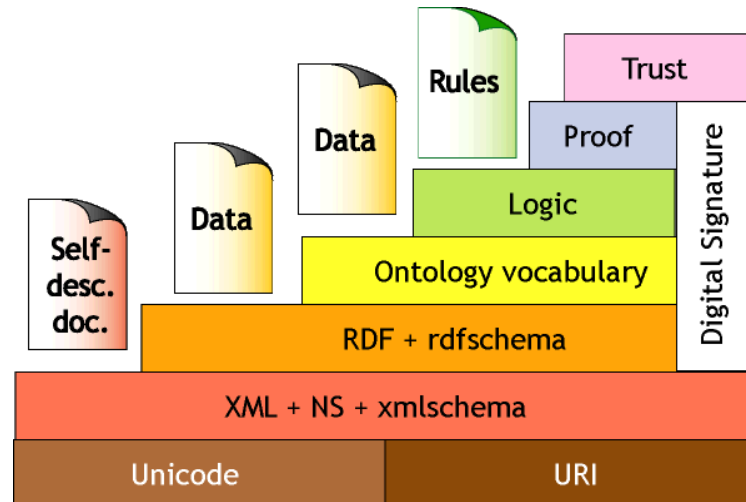 Trust
Rules
Proof
Data
Digital Signature
Logic
Data
Self-
desc.
doc.
Ontology vocabulary
RDF + rdfschema
XML + NS + xmlschema
Unicode
URI